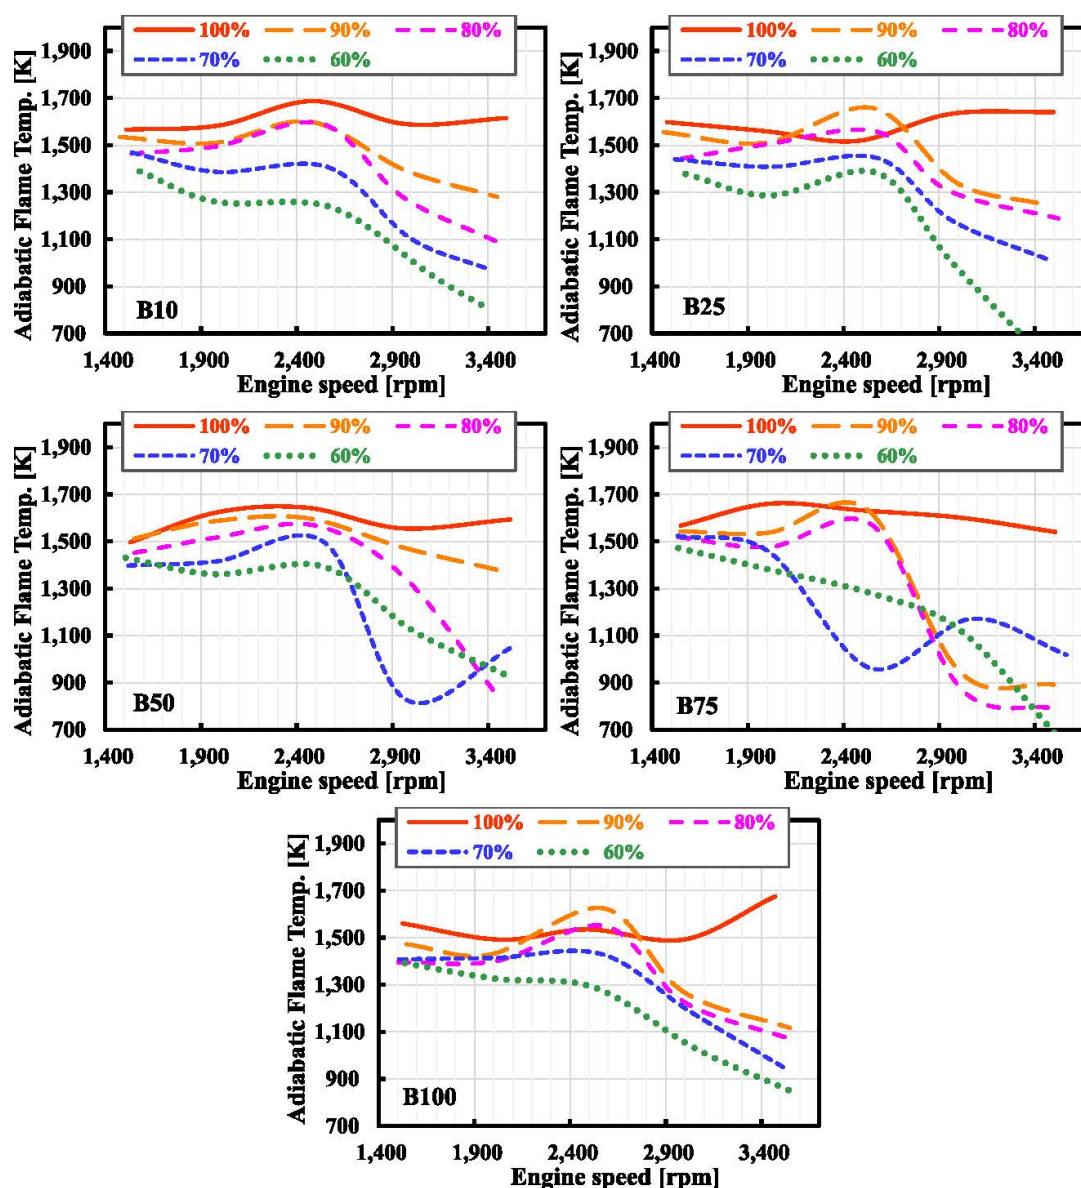 100% 90% 80%
70% 60%
Adiabatic Flame Temp. [K]
1,900
1,700
1,500
1,300
1,100
900
700
B10
1,400 1,900 2,400 2,900 3,400
Engine speed [rpm]
100% 90% 80%
70% 60%
Adiabatic Flame Temp. [K]
1,900
1,700
1,500
1,300
1,100
900
700
B25
1,400 1,900 2,400 2,900 3,400
Engine speed [rpm]
100% 90% 80%
70% 60%
Adiabatic Flame Temp. [K]
1,900
1,700
1,500
1,300
1,100
900
700
B50
1,400 1,900 2,400 2,900 3,400
Engine speed [rpm]
100% 90% 80%
70% 60%
Adiabatic Flame Temp. [K]
1,900
1,700
1,500
1,300
1,100
900
700
B75
1,400 1,900 2,400 2,900 3,400
Engine speed [rpm]
100% 90% 80%
70% 60%
Adiabatic Flame Temp. [K]
1,900
1,700
1,500
1,300
1,100
900
700
B100
1,400 1,900 2,400 2,900 3,400
Engine speed [rpm]